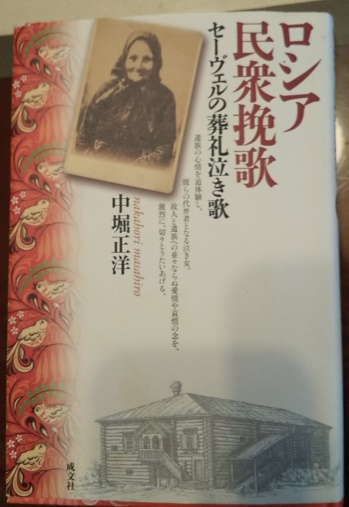 ロシア
民衆挽歌
セーヴェルの葬礼泣き歌
遺族の心情を追体験し、
彼らの代弁者となる泣き女。
故人と遺族への並々ならぬ愛情や哀惜の念を、
激烈に、切々とうたいあげる。
nakabori masahiro
中堀正洋
成文社